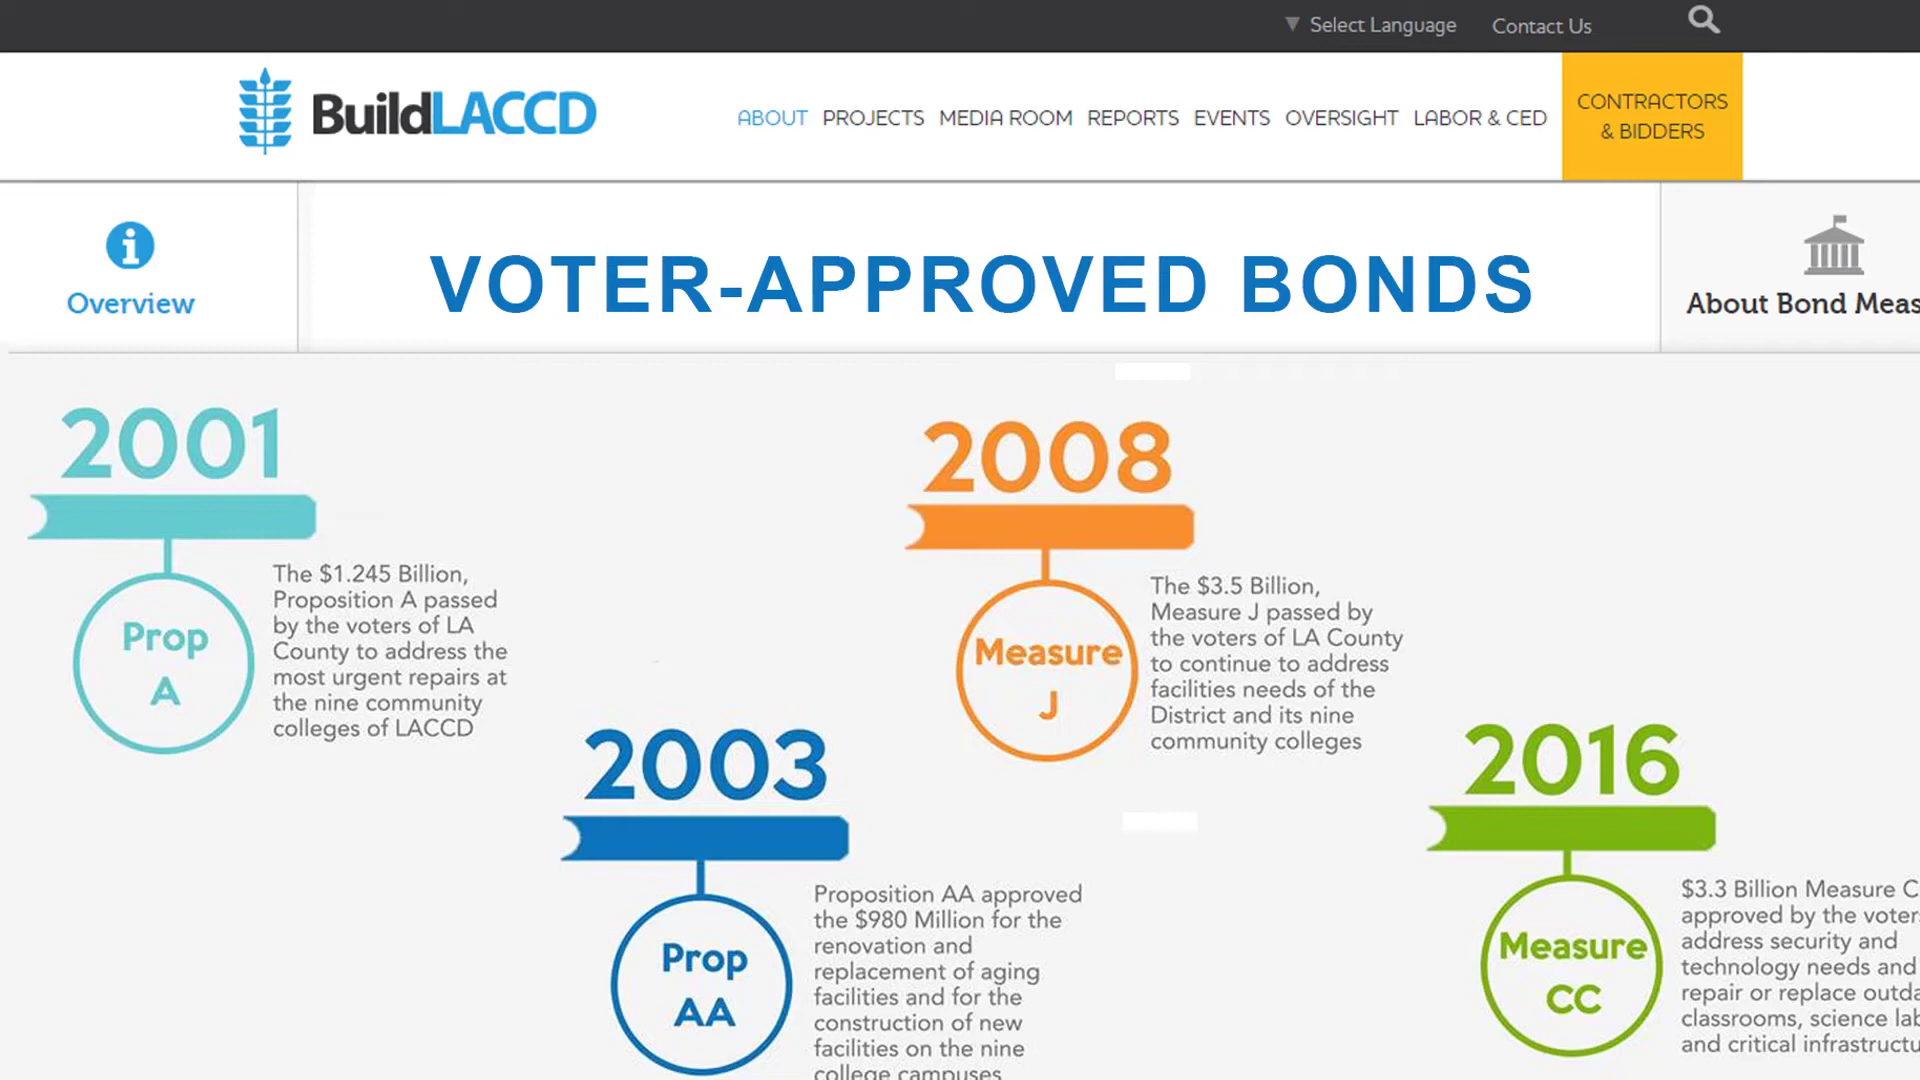 Select Language
Contact Us
BuildLACCD
ABOUT
PROJECTS
MEDIA ROOM
REPORTS
EVENTS
OVERSIGHT
LABOR & CED
CONTRACTORS
& BIDDERS
Overview
VOTER-APPROVED BONDS
About Bond Meas
2001
Prop
A
The $1.245 Billion,
Proposition A passed
by the voters of LA
County to address the
most urgent repairs at
the nine community
colleges of LACCD
2003
Prop
AA
Proposition AA approved
the $980 Million for the
renovation and
replacement of aging
facilities and for the
construction of new
facilities on the nine
college campuses
2008
Measure
J
The $3.5 Billion,
Measure J passed by
the voters of LA County
to continue to address
facilities needs of the
District and its nine
community colleges
2016
Measure
CC
$3.3 Billion Measure C
approved by the voters
address security and
technology needs and
repair or replace outda
classrooms, science lab
and critical infrastructu